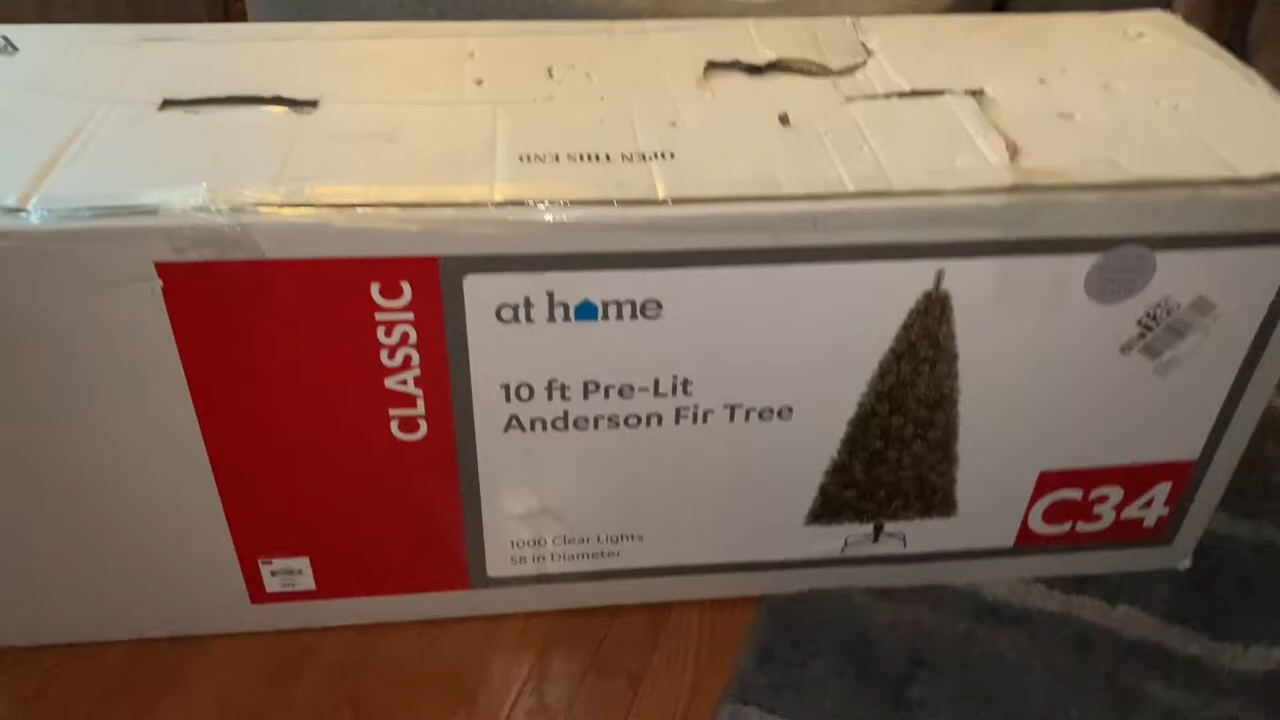 OPEN THIS END
CLASSIC
at home
10 ft Pre-Lit
Anderson Fir Tree
1000 Clear Lights
58 in Diameter
C34